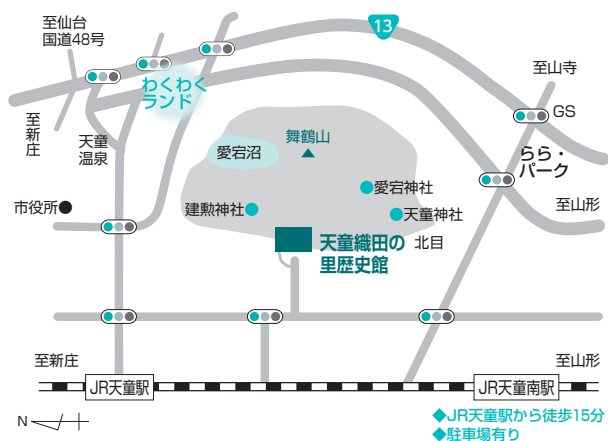 至仙台
国道48号
13
わくわく
ランド
至山寺
GS
至新庄
天童
温泉
舞鶴山
愛宕沼
らら・
パーク
愛宕神社
市役所
建勲神社
天童神社
至山形
天童織田の
里歴史館
北目
至新庄
至山形
JR天童駅
JR天童南駅
N
◆JR天童駅から徒歩15分
◆駐車場有り